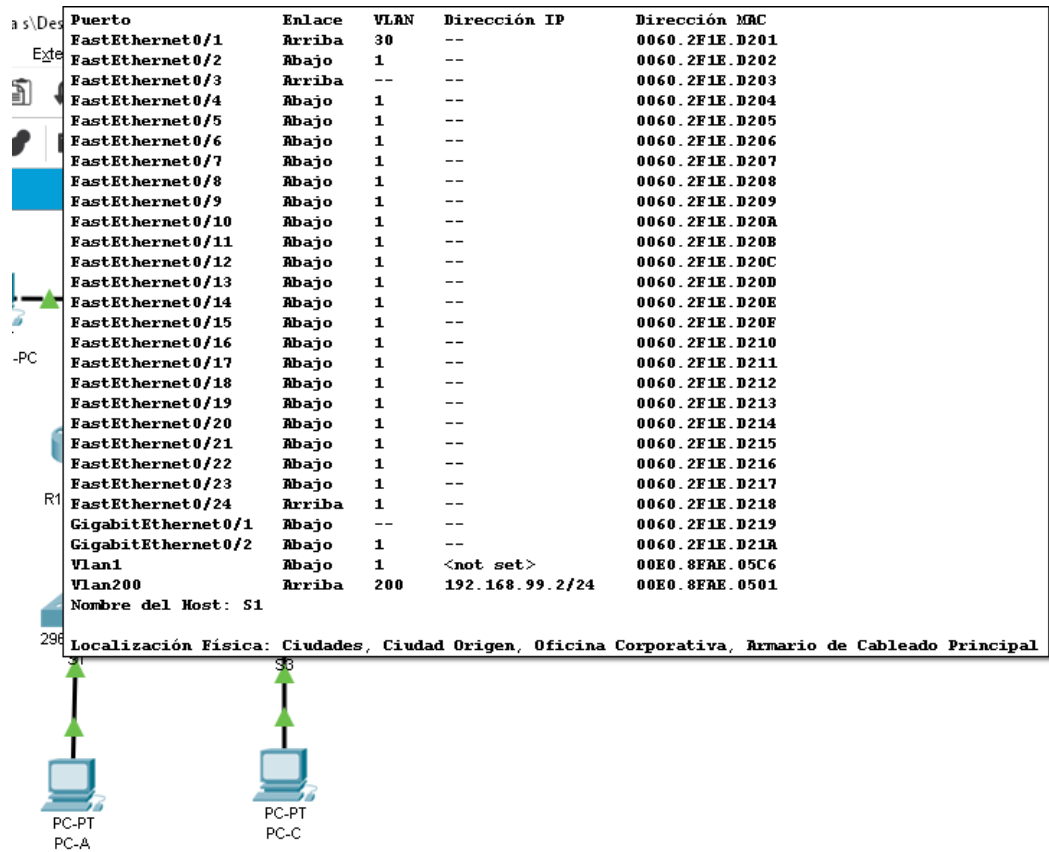 a s\Des
Exte
Puerto Enlace VLAN Dirección IP Dirección MAC
FastEthernet0/1 Arriba 30 -- 0060.2F1E.D201
FastEthernet0/2 Abajo 1 -- 0060.2F1E.D202
FastEthernet0/3 Arriba -- -- 0060.2F1E.D203
FastEthernet0/4 Abajo 1 -- 0060.2F1E.D204
FastEthernet0/5 Abajo 1 -- 0060.2F1E.D205
FastEthernet0/6 Abajo 1 -- 0060.2F1E.D206
FastEthernet0/7 Abajo 1 -- 0060.2F1E.D207
FastEthernet0/8 Abajo 1 -- 0060.2F1E.D208
FastEthernet0/9 Abajo 1 -- 0060.2F1E.D209
FastEthernet0/10 Abajo 1 -- 0060.2F1E.D20A
FastEthernet0/11 Abajo 1 -- 0060.2F1E.D20B
FastEthernet0/12 Abajo 1 -- 0060.2F1E.D20C
FastEthernet0/13 Abajo 1 -- 0060.2F1E.D20D
FastEthernet0/14 Abajo 1 -- 0060.2F1E.D20E
FastEthernet0/15 Abajo 1 -- 0060.2F1E.D20F
FastEthernet0/16 Abajo 1 -- 0060.2F1E.D210
FastEthernet0/17 Abajo 1 -- 0060.2F1E.D211
FastEthernet0/18 Abajo 1 -- 0060.2F1E.D212
FastEthernet0/19 Abajo 1 -- 0060.2F1E.D213
FastEthernet0/20 Abajo 1 -- 0060.2F1E.D214
FastEthernet0/21 Abajo 1 -- 0060.2F1E.D215
FastEthernet0/22 Abajo 1 -- 0060.2F1E.D216
FastEthernet0/23 Abajo 1 -- 0060.2F1E.D217
FastEthernet0/24 Arriba 1 -- 0060.2F1E.D218
GigabitEthernet0/1 Abajo -- -- 0060.2F1E.D219
GigabitEthernet0/2 Abajo 1 -- 0060.2F1E.D21A
Vlan1 Abajo 1 <not set> 00E0.8FAE.05C6
Vlan200 Arriba 200 192.168.99.2/24 00E0.8FAE.0501
Nombre del Host: S1
Localización Física: Ciudades, Ciudad Origen, Oficina Corporativa, Armario de Cableado Principal
-PC
R1
296
S1
S3
PC-PT
PC-A
PC-PT
PC-C